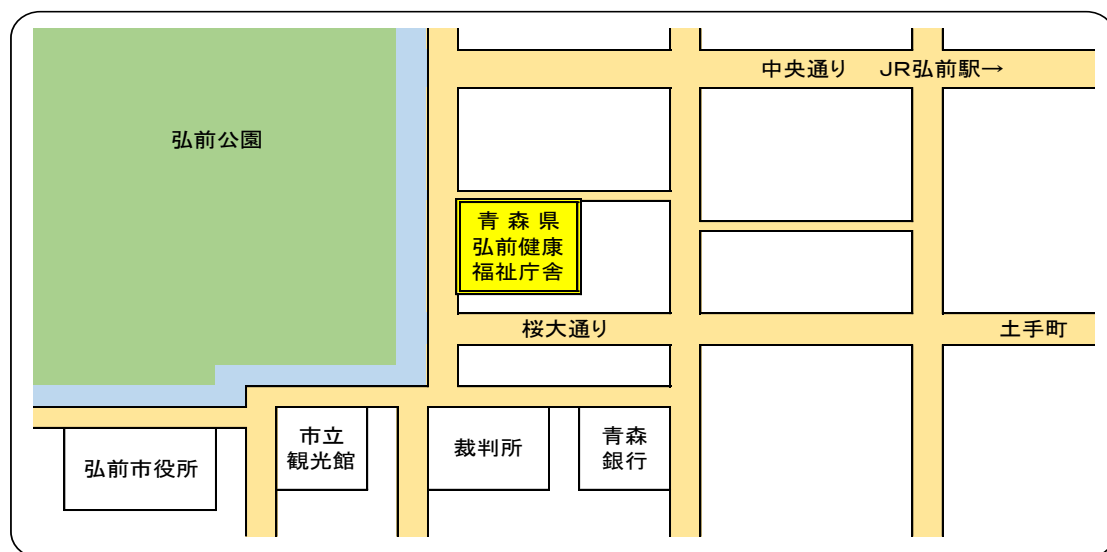 中央通り　ＪＲ弘前駅→
弘前公園
青 森 県
弘前健康
福祉庁舎
桜大通り
土手町
市立
観光館
裁判所
青森
銀行
弘前市役所